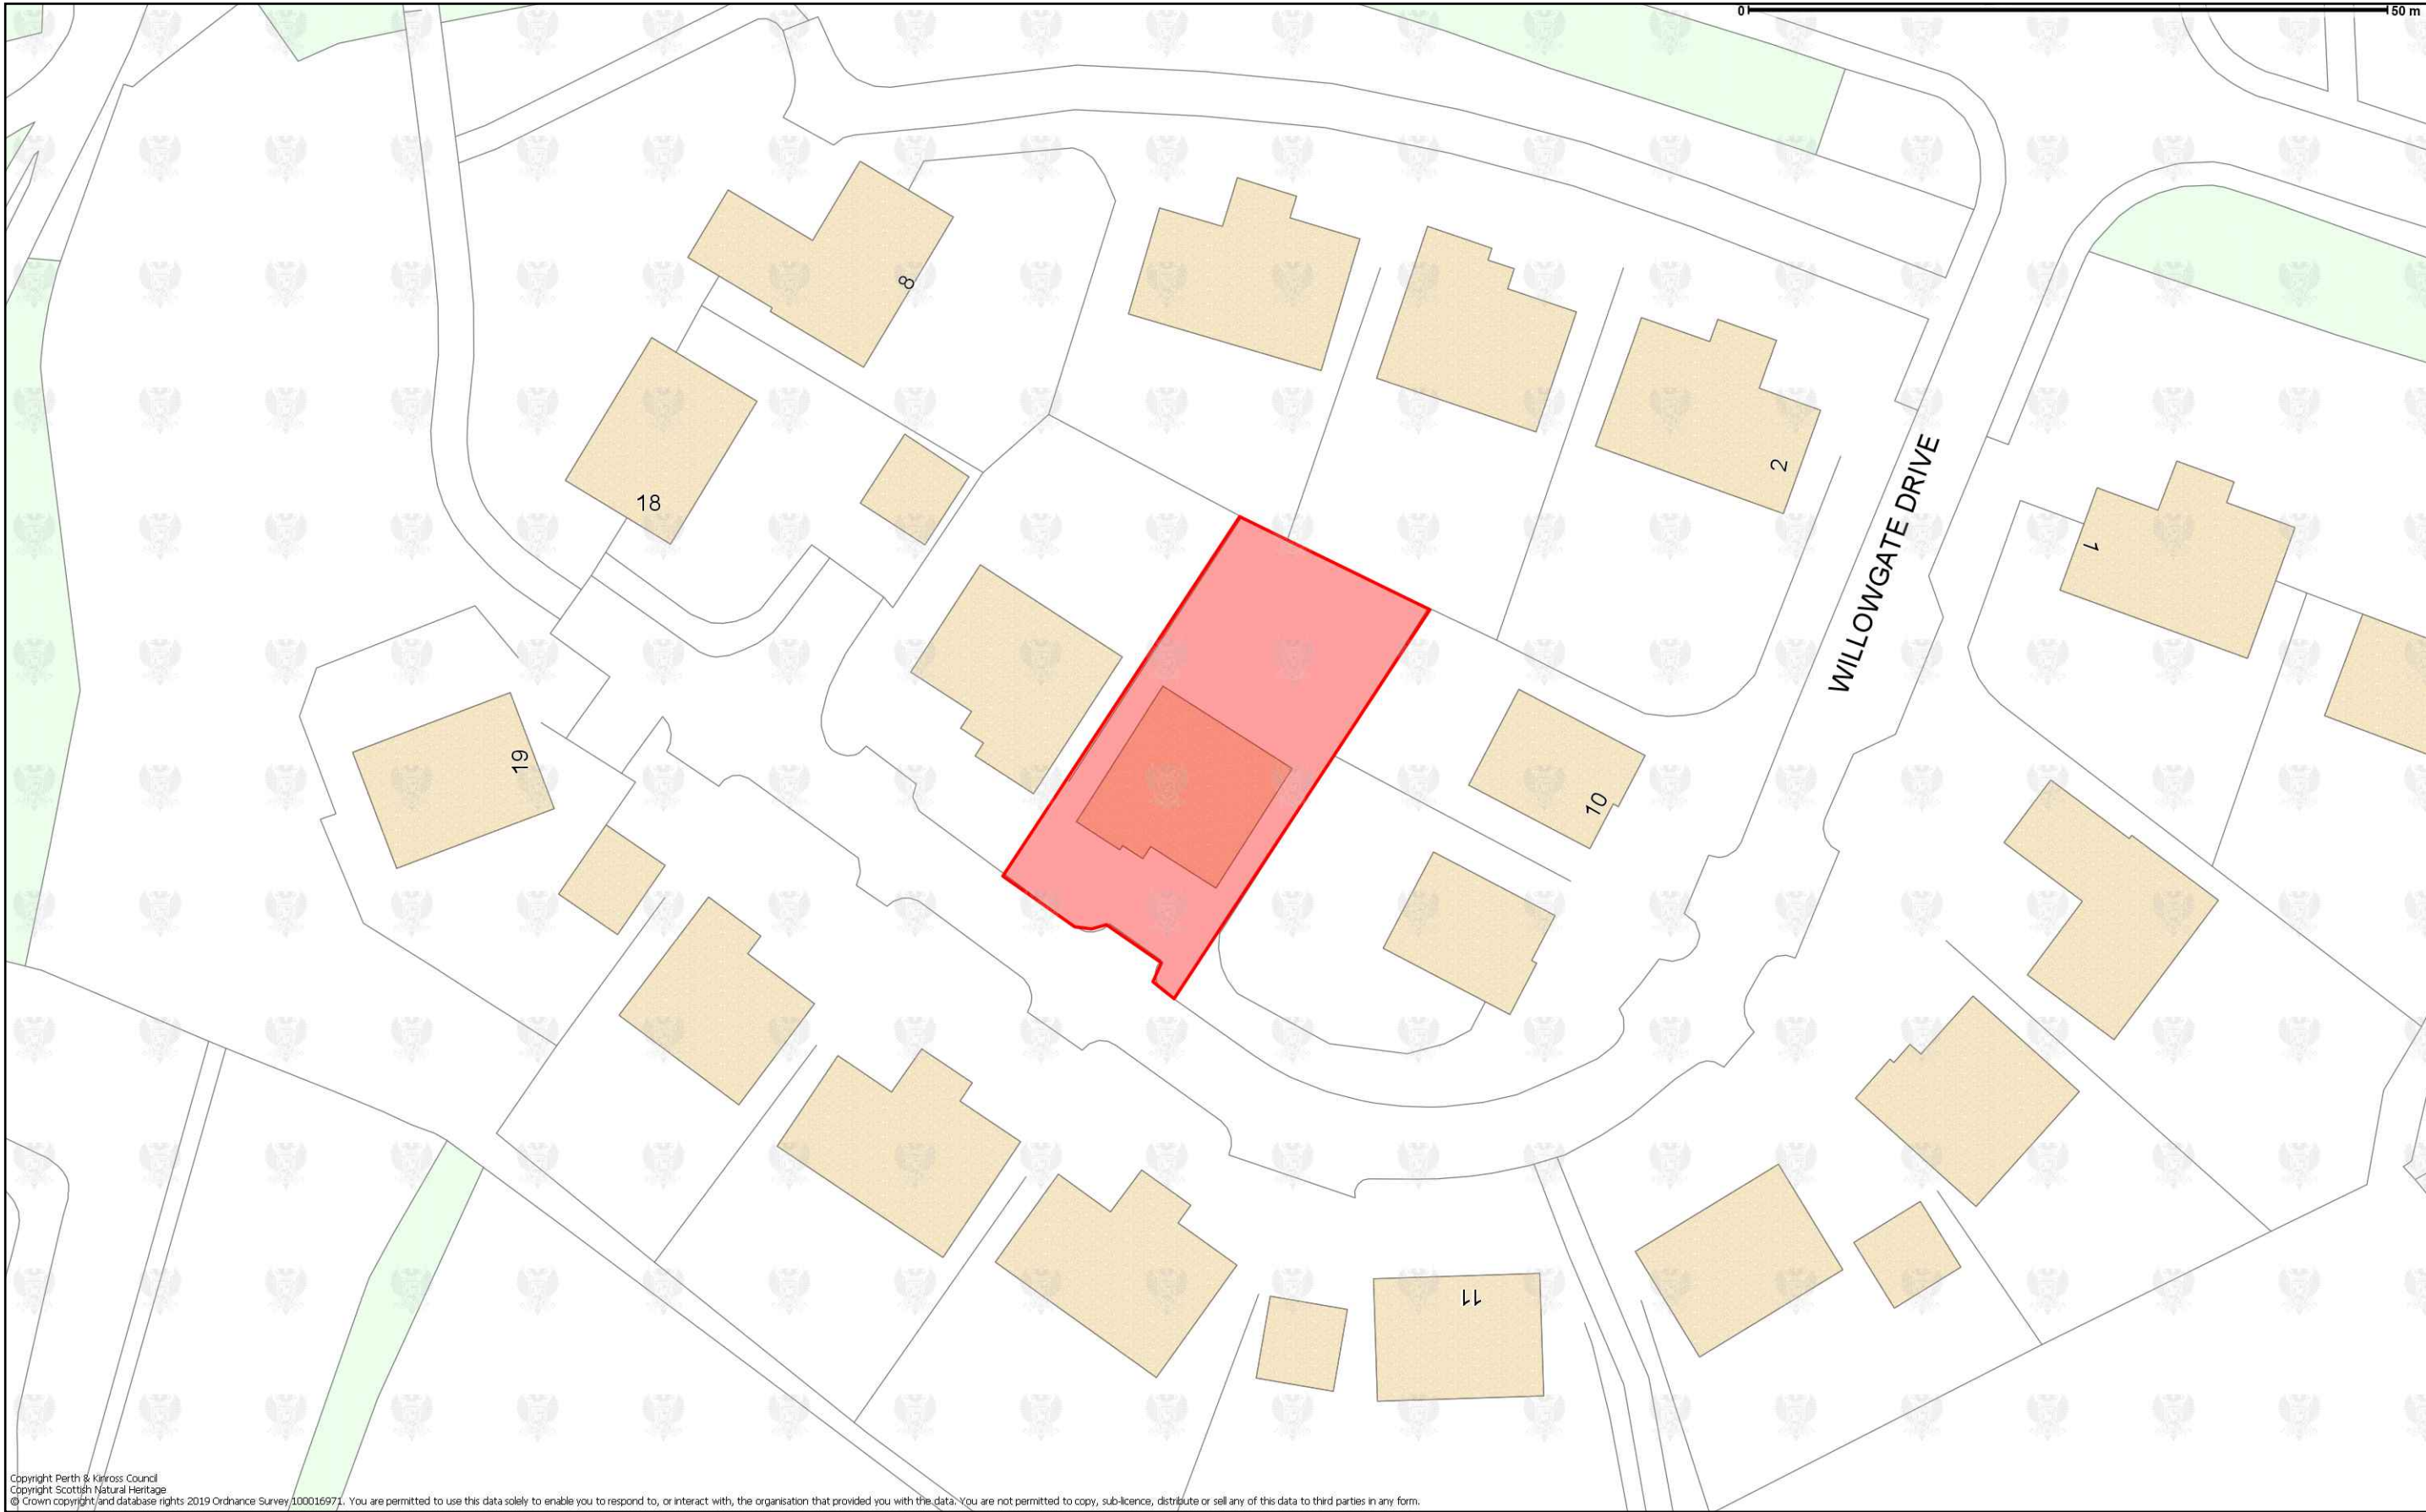 0 50 m
8
2
18
WILLOWGATE DRIVE
1
19
10
11
Copyright Perth & Kinross Council
Copyright Scottish Natural Heritage
© Crown copyright and database rights 2019 Ordnance Survey 100016971. You are permitted to use this data solely to enable you to respond to, or interact with, the organisation that provided you with the data. You are not permitted to copy, sub-licence, distribute or sell any of this data to third parties in any form.